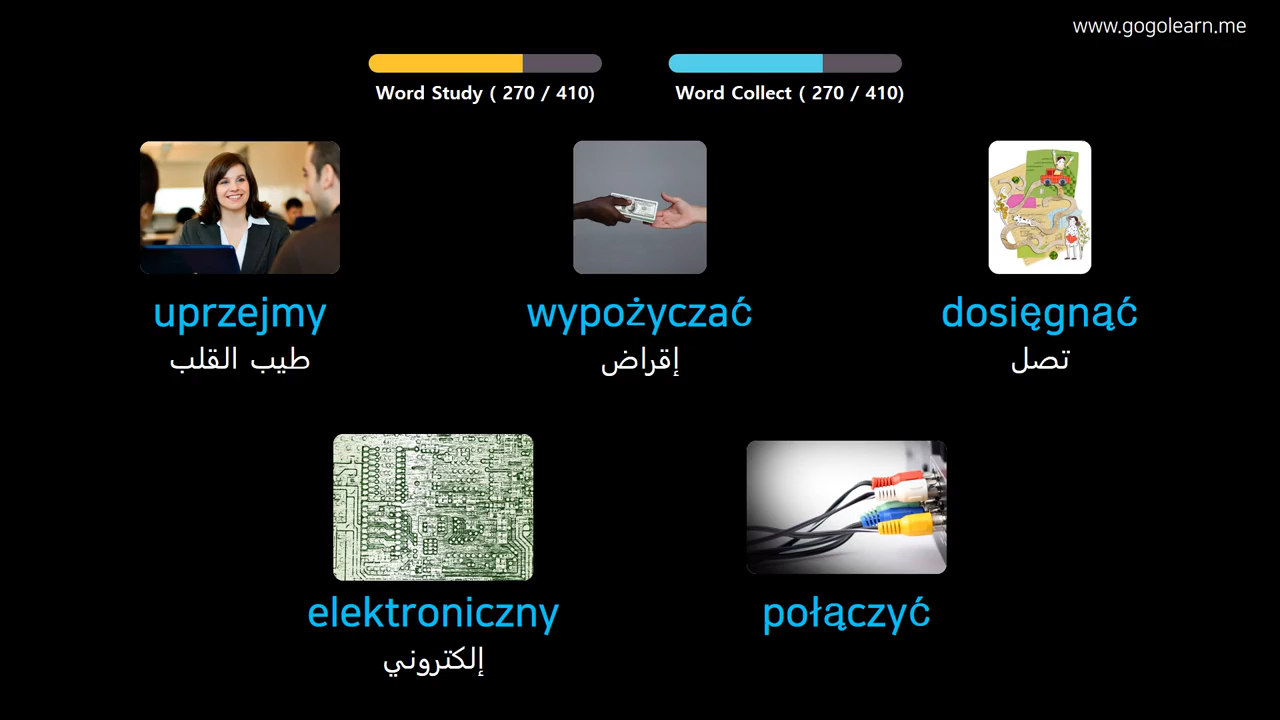 www.gogolearn.me
Word Study ( 270 / 410)
Word Collect ( 270 / 410)
uprzejmy
طيب القلب
wypożyczać
إقراض
dosięgnąć
تصل
elektroniczny
إلكتروني
połączyć